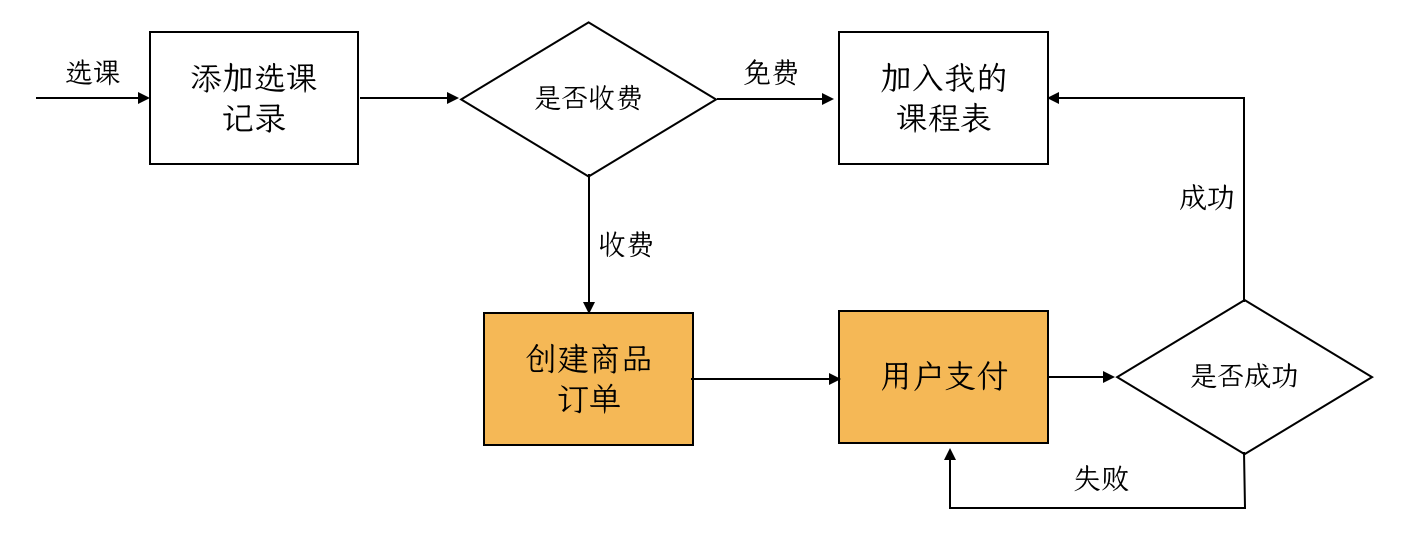 选课
添加选课
记录
是否收费
免费
加入我的
课程表
成功
收费
创建商品
订单
用户支付
是否成功
失败